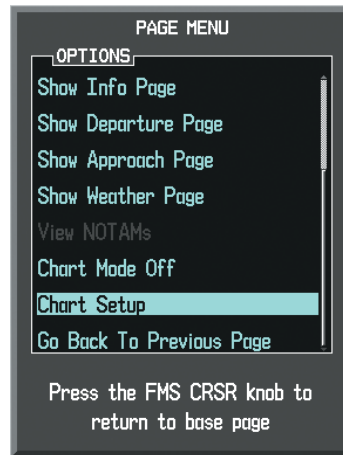 PAGE MENU
OPTIONS
Show Info Page
Show Departure Page
Show Approach Page
Show Weather Page
View NOTAMs
Chart Mode Off
Chart Setup
Go Back To Previous Page
Press the FMS CRSR knob to
return to base page